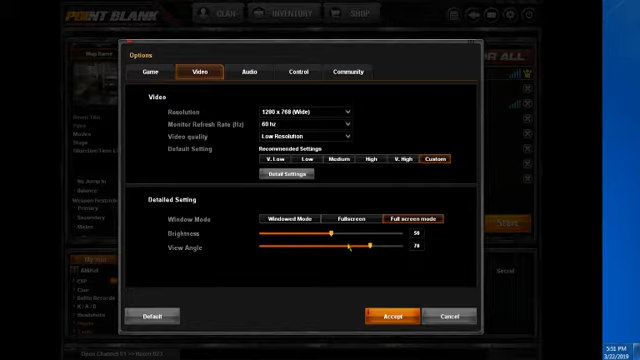 POINT BLANK
CLAN
INVENTORY
SHOP
Options
Game
Video
Audio
Control
Community
Video
Resolution
1280 x 768 (Wide)
Monitor Refresh Rate (Hz)
60 hz
Video quality
Low Resolution
Default Setting
Recommended Settings
V. Low
Low
Medium
High
V. High
Custom
Detail Settings
Detailed Setting
Window Mode
Windowed Mode
Fullscreen
Full screen mode
Brightness
50
View Angle
Default
Accept
Cancel
Start
5:51 PM
3/22/2019